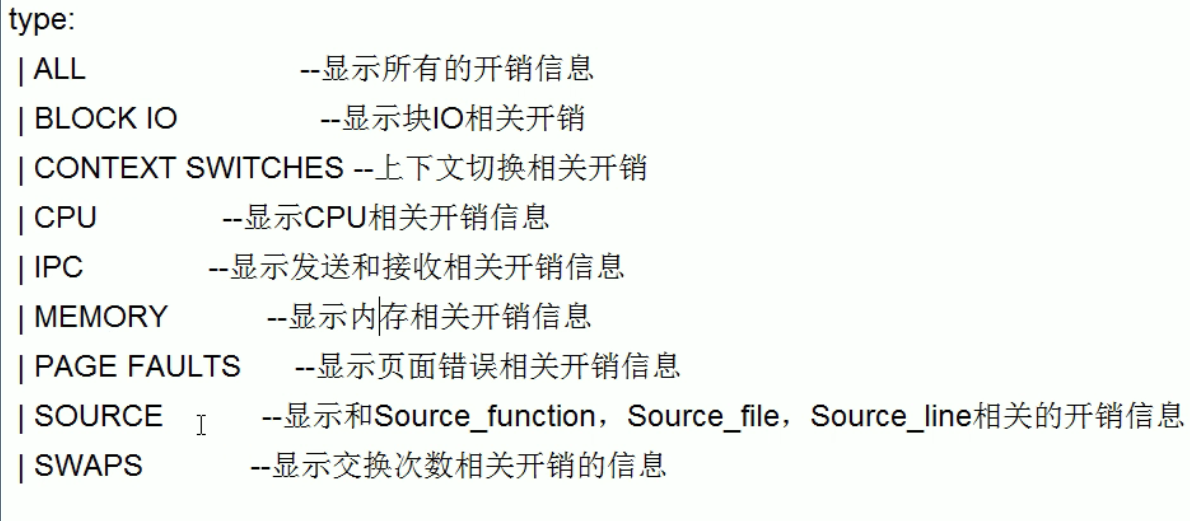 type:
| ALL --显示所有的开销信息
| BLOCK IO --显示块IO相关开销
| CONTEXT SWITCHES --上下文切换相关开销
| CPU --显示CPU相关开销信息
| IPC --显示发送和接收相关开销信息
| MEMORY --显示内存相关开销信息
| PAGE FAULTS --显示页面错误相关开销信息
| SOURCE --显示和Source_function，Source_file，Source_line相关的开销信息
| SWAPS --显示交换次数相关开销的信息